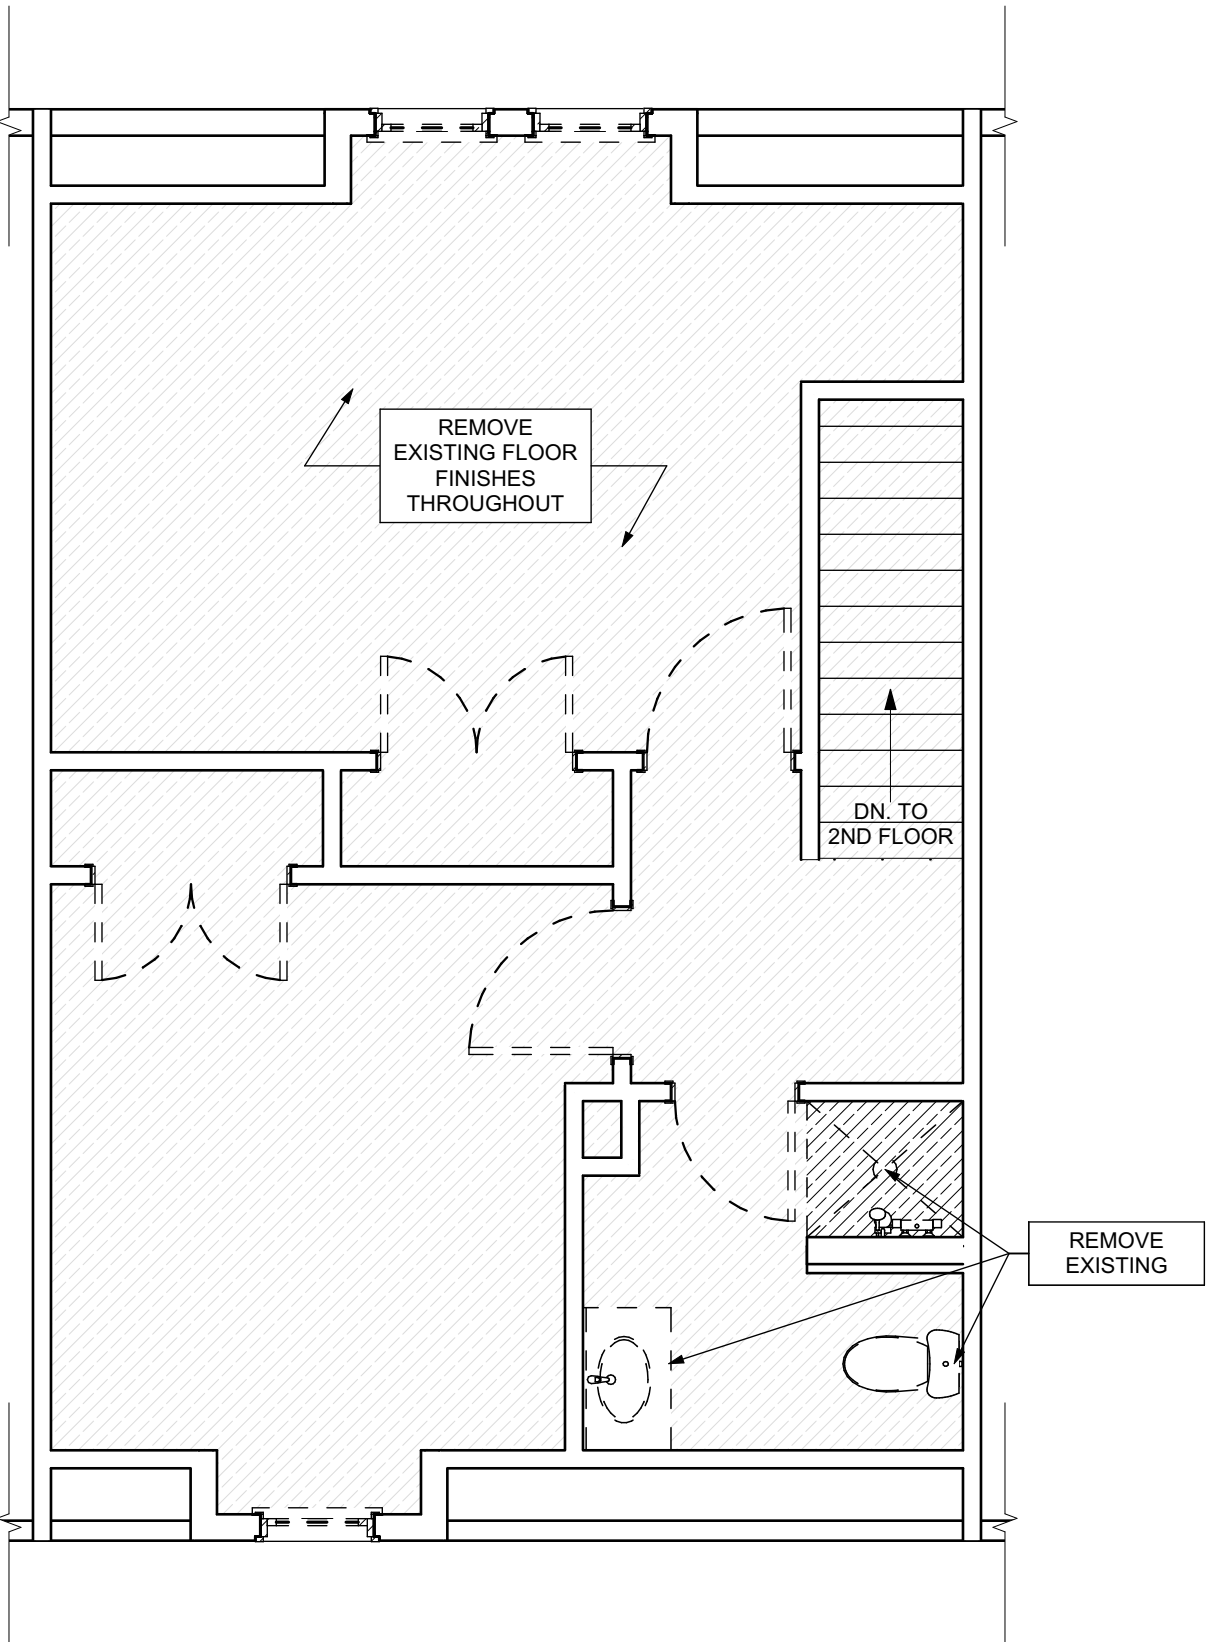 REMOVE
EXISTING FLOOR
FINISHES
THROUGHOUT
DN. TO
2ND FLOOR
REMOVE
EXISTING